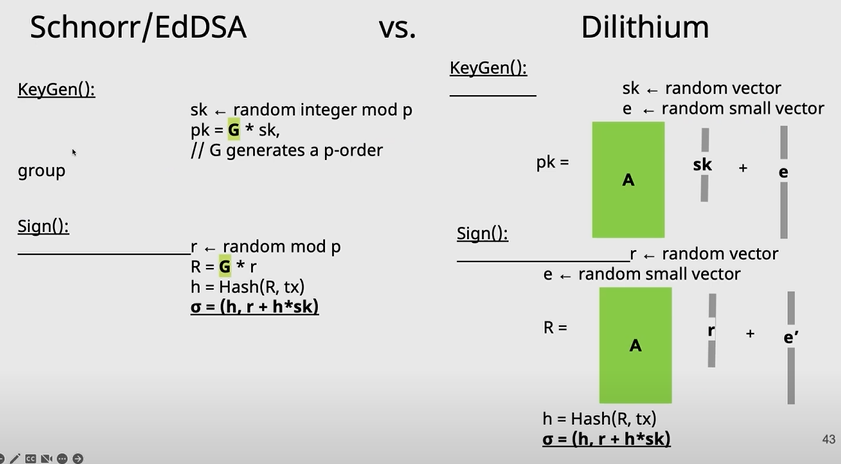 Schnorr/EdDSA vs. Dilithium
KeyGen():
sk ← random integer mod p
pk = G * sk,
// G generates a p-order
group
Sign():
r ← random mod p
R = G * r
h = Hash(R, tx)
σ = (h, r + h*sk)
KeyGen():
sk ← random vector
e ← random small vector
pk = A sk + e
Sign():
r ← random vector
e ← random small vector
R = A r + e’
h = Hash(R, tx)
σ = (h, r + h*sk)
43